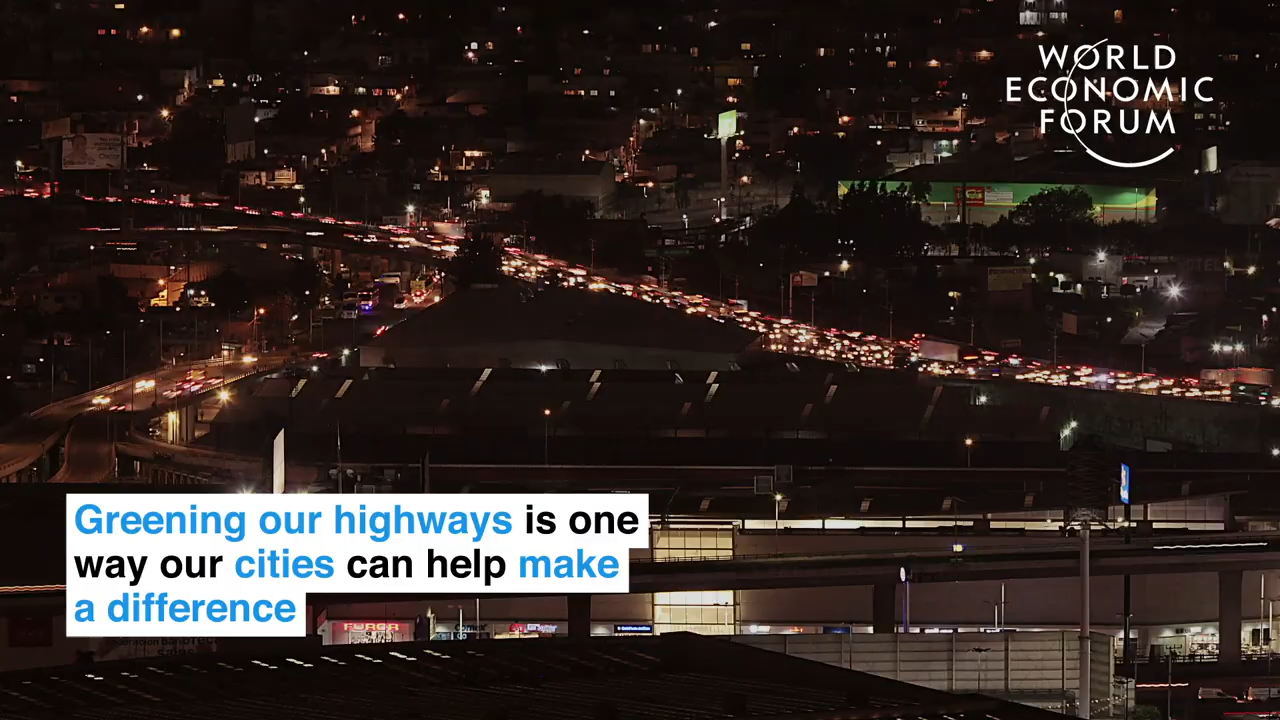 WORLD
ECONOMIC
FORUM
Greening our highways is one
way our cities can help make
a difference